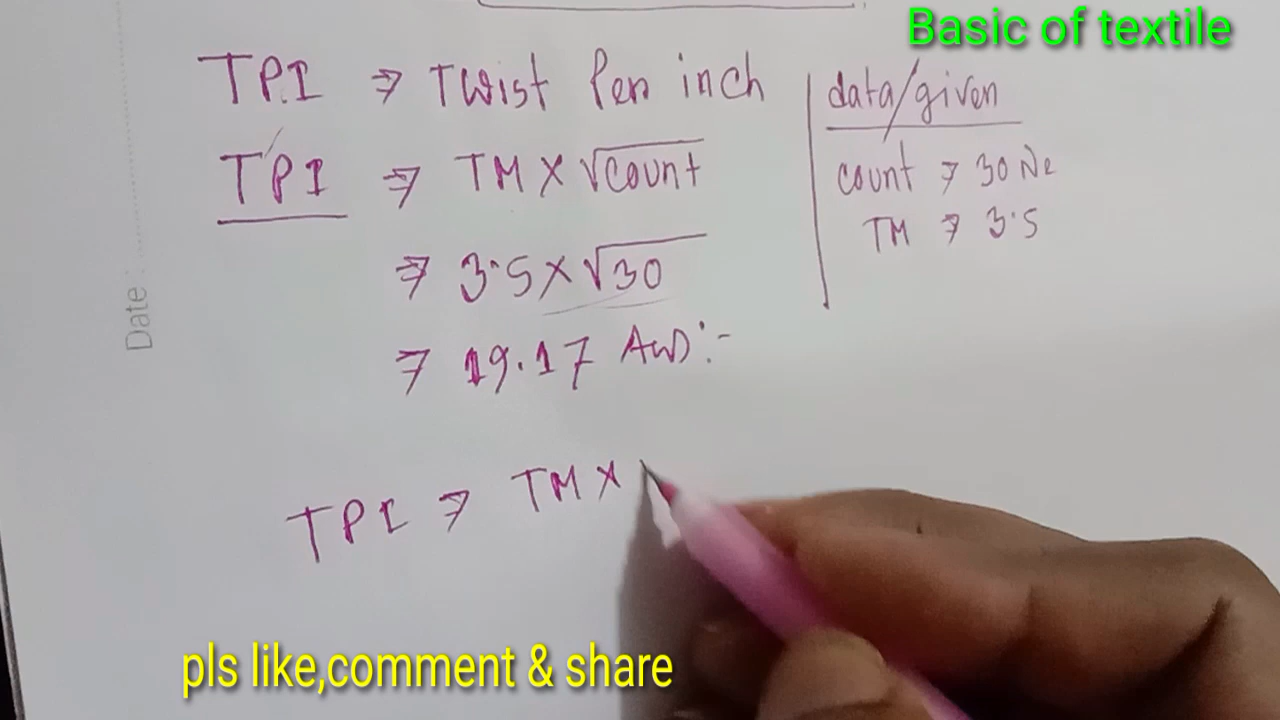 Basic of textile
TPI ⇒ Twist Per inch
data/given
TPI ⇒ TM X √count
count ⇒ 30 Ne
TM ⇒ 3.5
⇒ 3.5 X √30
⇒ 19.17 Ans:-
TPI ⇒ TM X
Date :
pls like,comment & share